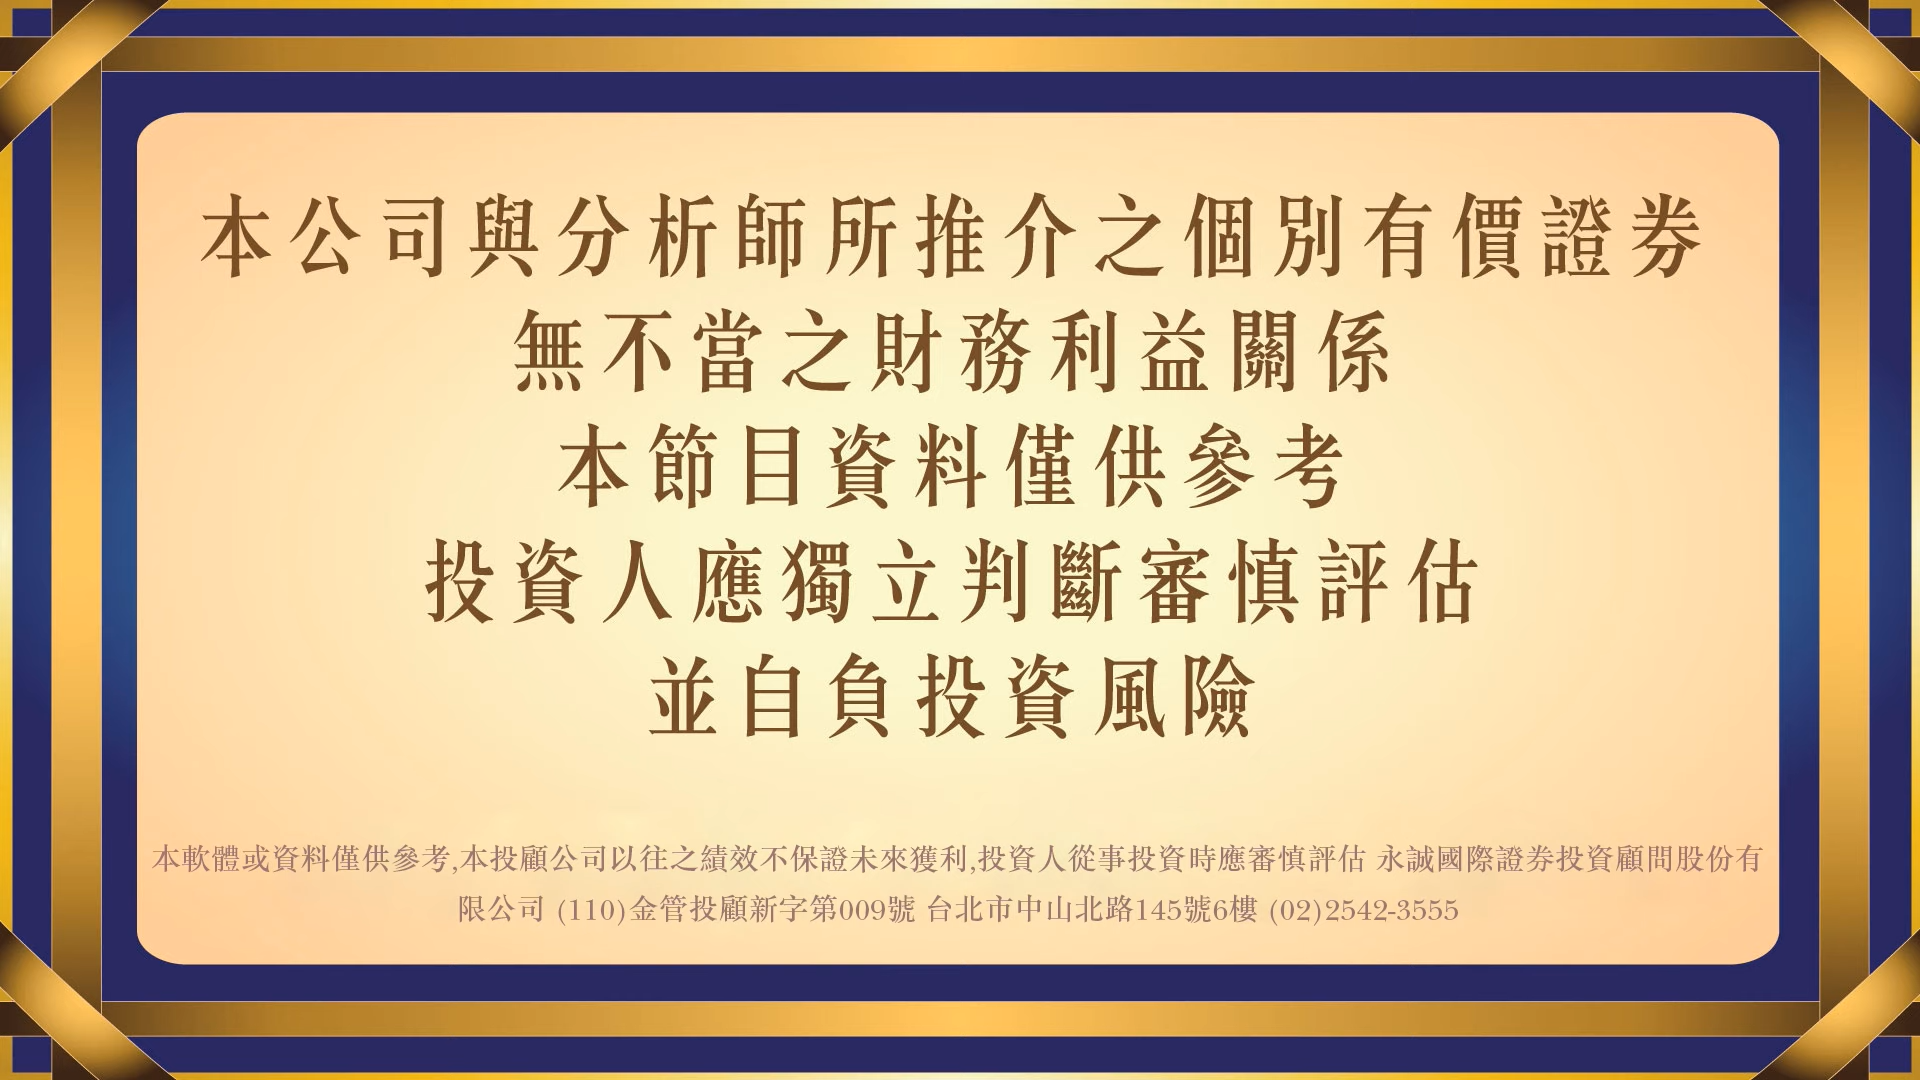 本公司與分析師所推介之個別有價證券
無不當之財務利益關係
本節目資料僅供參考
投資人應獨立判斷審慎評估
並自負投資風險
本軟體或資料僅供參考,本投顧公司以往之績效不保證未來獲利,投資人從事投資時應審慎評估 永誠國際證券投資顧問股份有
限公司 (110)金管投顧新字第009號 台北市中山北路145號6樓 (02)2542-3555